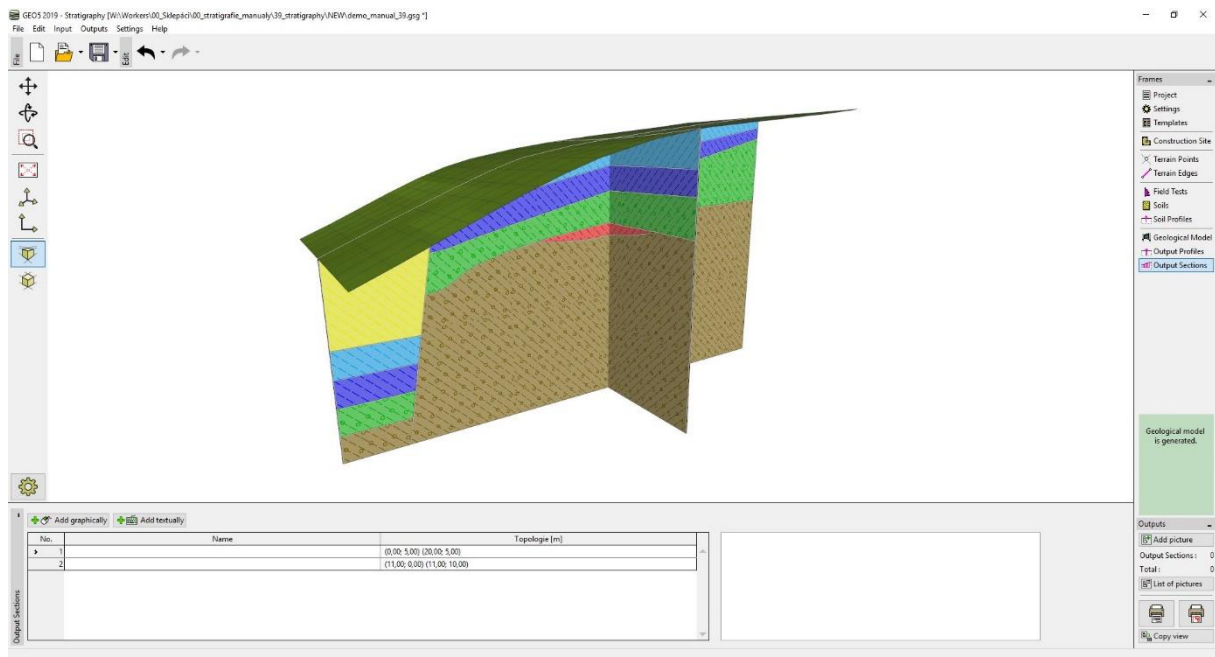 GEO5 2019 - Stratigraphy [W:\Workers\00_Sklepáci\00_stratigrafie_manualy\39_stratigraphy\NEW\demo_manual_39.gsg *]
File Edit Input Outputs Settings Help
File
Edit
Frames
Project
Settings
Templates
Construction Site
Terrain Points
Terrain Edges
Field Tests
Soils
Soil Profiles
Geological Model
Output Profiles
Output Sections
Geological model
is generated.
Add graphically Add textually
No. Name Topologie [m]
1 (0,00; 5,00) (20,00; 5,00)
2 (11,00; 0,00) (11,00; 10,00)
Output Sections
Outputs
Add picture
Output Sections : 0
Total : 0
List of pictures
Copy view